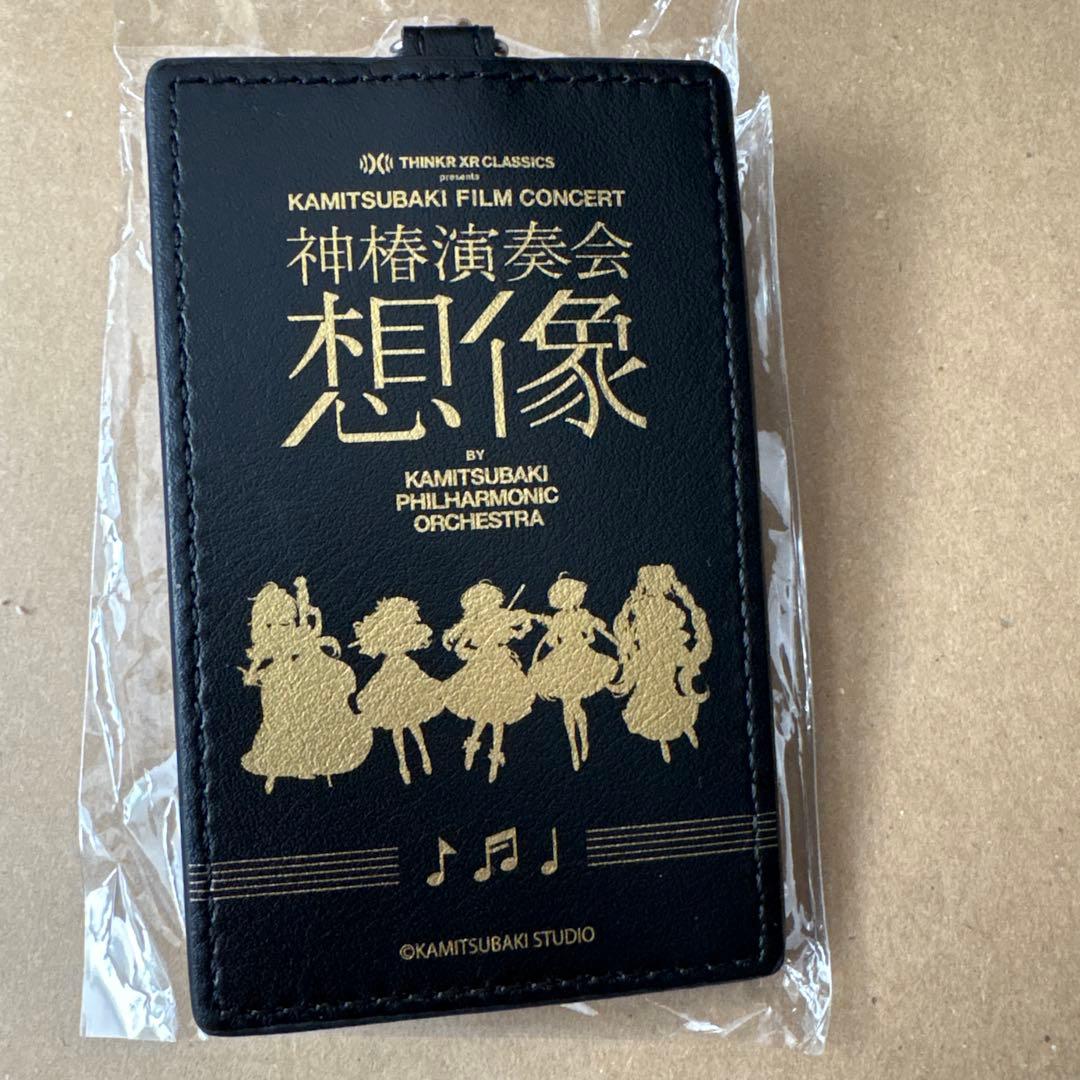 THINKR XR CLASSICS
presents
KAMITSUBAKI FILM CONCERT
神椿演奏会
想像
BY
KAMITSUBAKI
PHILHARMONIC
ORCHESTRA
©KAMITSUBAKI STUDIO